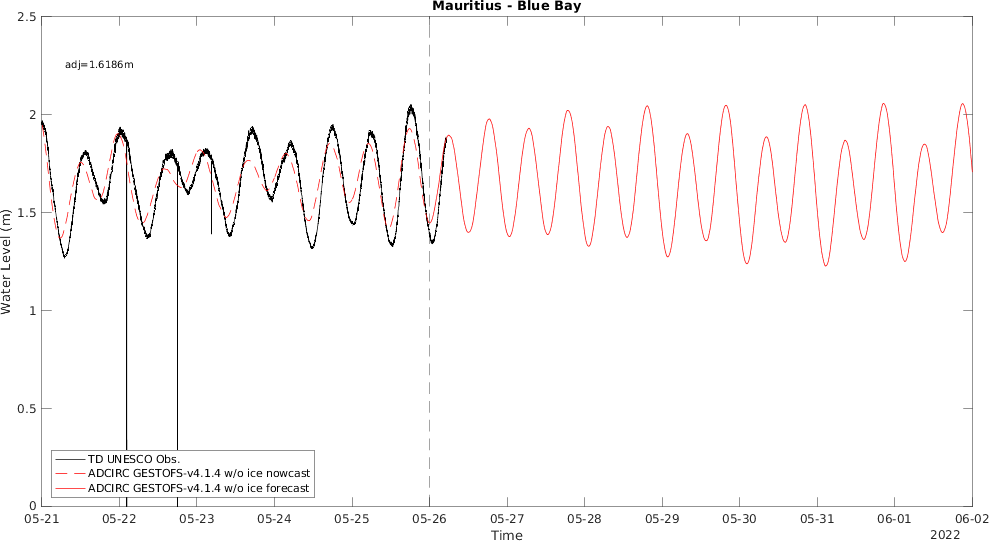 Mauritius - Blue Bay
adj=1.6186m
Water Level (m)
2.5
2
1.5
1
0.5
0
TD UNESCO Obs.
ADCIRC GESTOFS-v4.1.4 w/o ice nowcast
ADCIRC GESTOFS-v4.1.4 w/o ice forecast
05-21 05-22 05-23 05-24 05-25 05-26 05-27 05-28 05-29 05-30 05-31 06-01 06-02
Time
2022